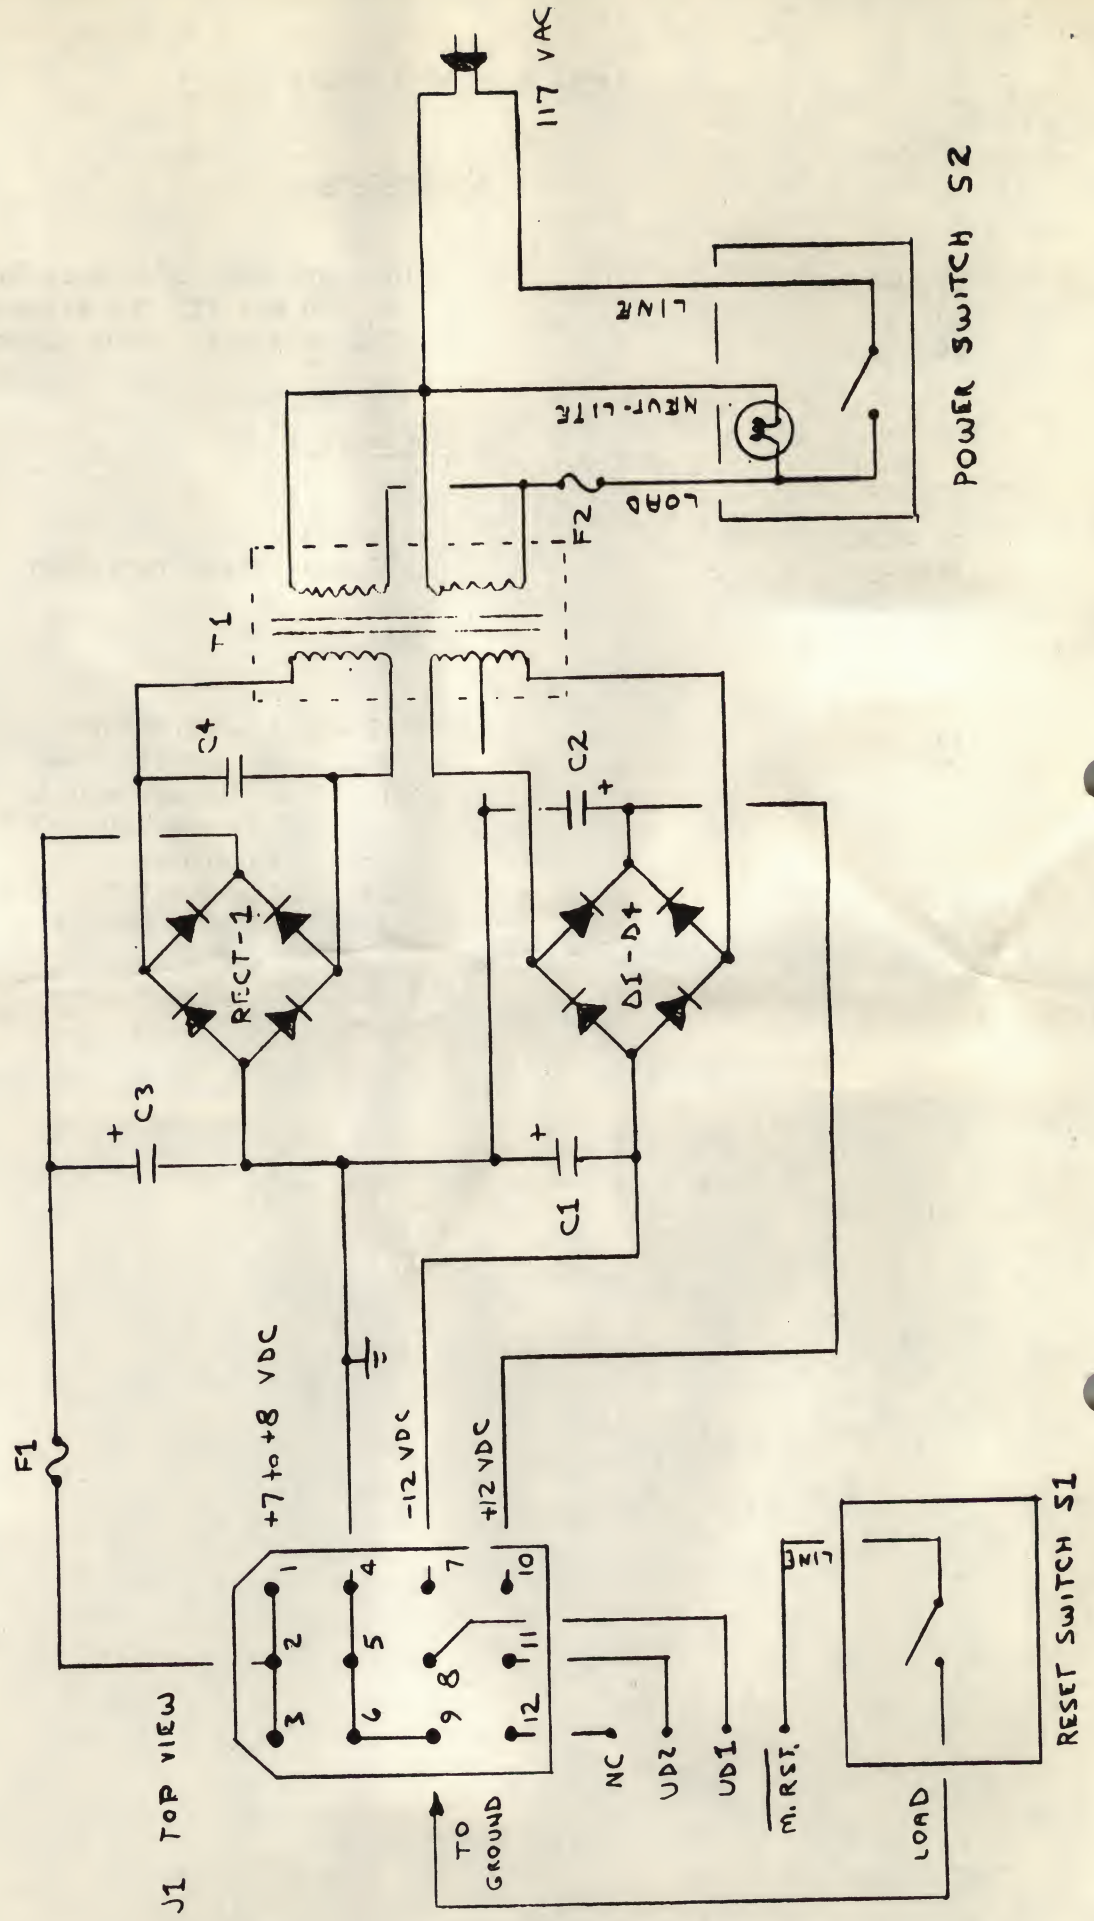 J1 TOP VIEW
F1
+7 to +8 VDC
-12 VDC
+12 VDC
3
2
1
6
5
4
9
8
7
12
11
10
TO
GROUND
NC
UD2
UD1
M.RST.
LINE
LOAD
RESET SWITCH S1
+
C3
RECT-1
C4
+
C1
D1-D4
C2
+
T1
F2
LOAD
NEUT-LITE
LINE
POWER SWITCH S2
117 VAC